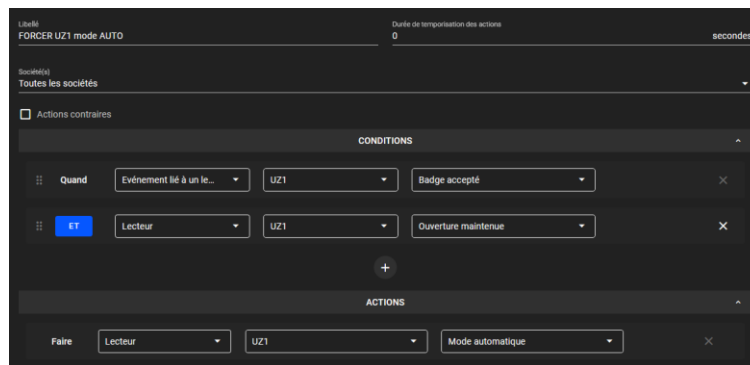 Libellé
FORCER UZ1 mode AUTO
Durée de temporisation des actions
0 secondes
Société(s)
Toutes les sociétés
Actions contraires
CONDITIONS
Quand Evénement lié à un le... UZ1 Badge accepté
ET Lecteur UZ1 Ouverture maintenue
ACTIONS
Faire Lecteur UZ1 Mode automatique